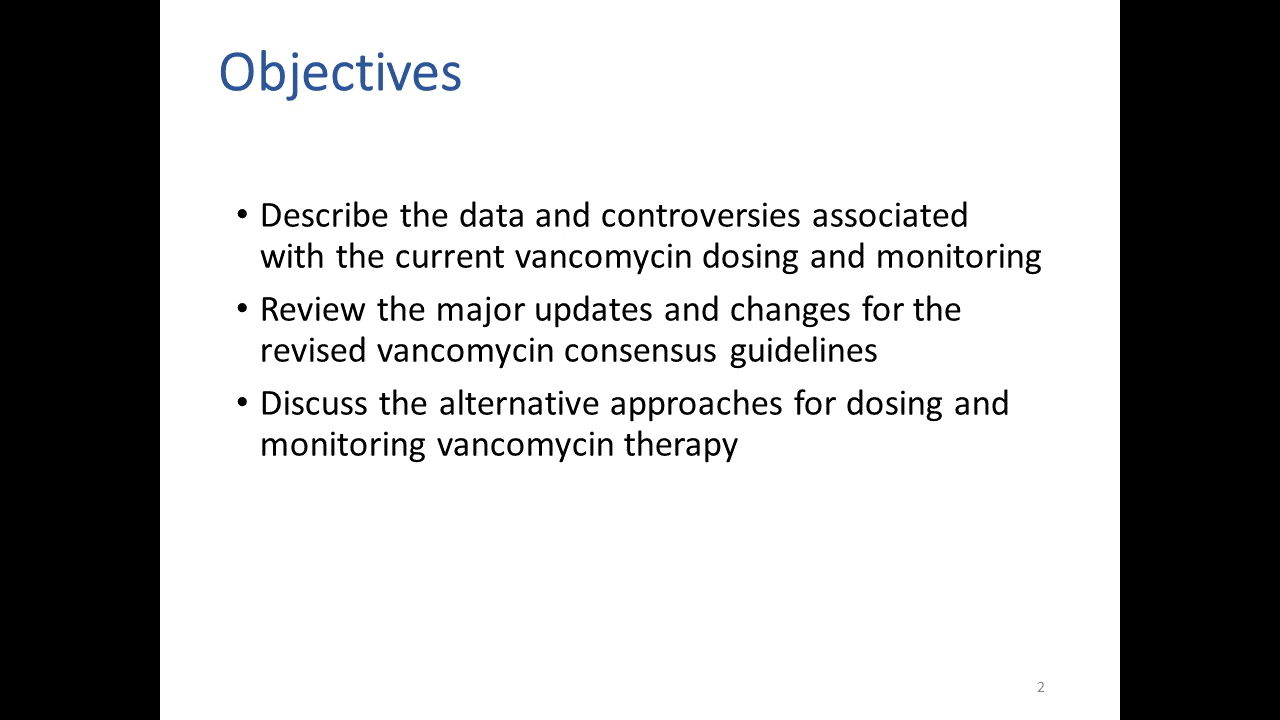 Objectives
• Describe the data and controversies associated
with the current vancomycin dosing and monitoring
• Review the major updates and changes for the
revised vancomycin consensus guidelines
• Discuss the alternative approaches for dosing and
monitoring vancomycin therapy
2